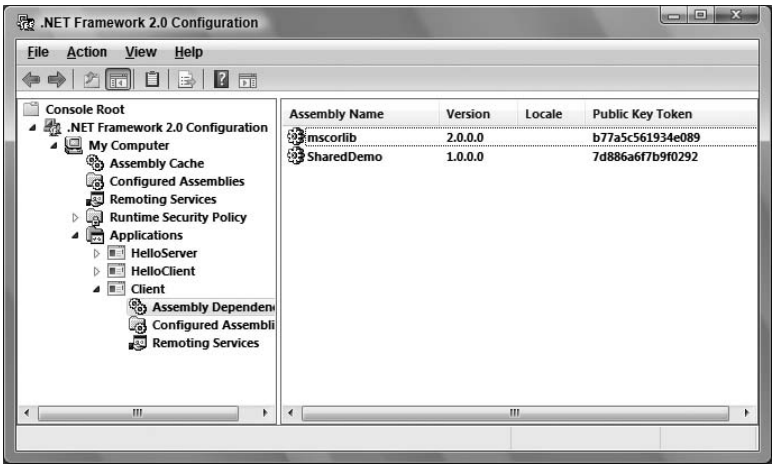 .NET Framework 2.0 Configuration
File Action View Help
Console Root
.NET Framework 2.0 Configuration
My Computer
Assembly Cache
Configured Assemblies
Remoting Services
Runtime Security Policy
Applications
HelloServer
HelloClient
Client
Assembly Dependen
Configured Assembli
Remoting Services
Assembly Name Version Locale Public Key Token
mscorlib 2.0.0.0 b77a5c561934e089
SharedDemo 1.0.0.0 7d886a6f7b9f0292